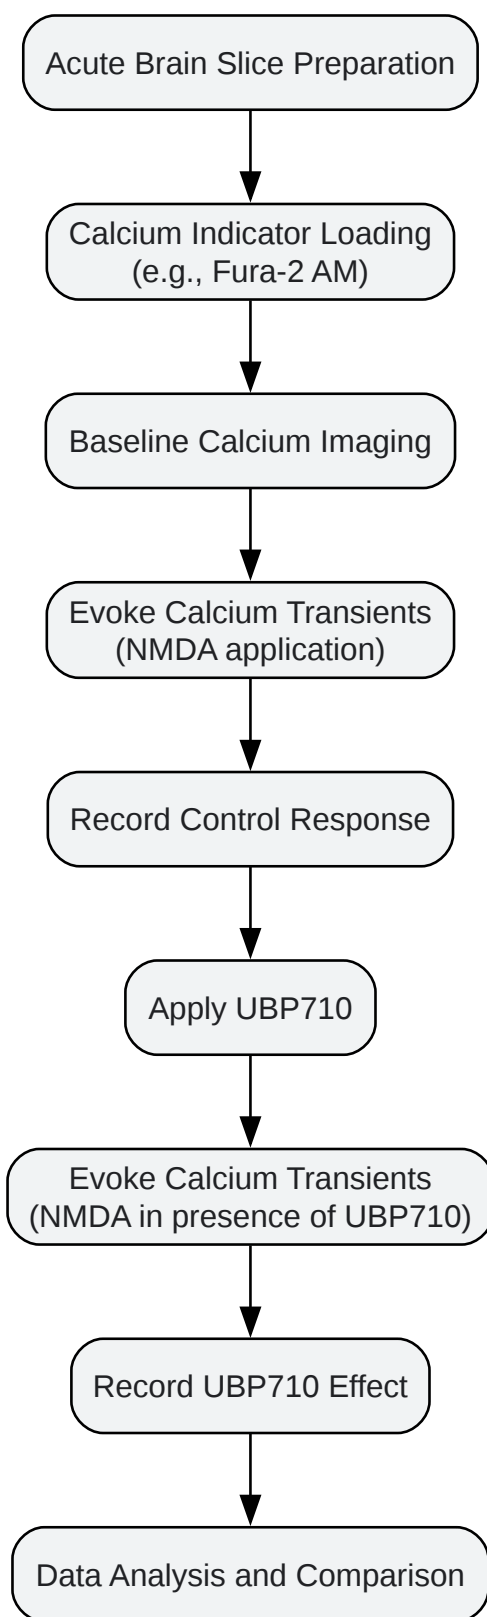 Acute Brain Slice Preparation
Calcium Indicator Loading
(e.g., Fura-2 AM)
Baseline Calcium Imaging
Evoke Calcium Transients
(NMDA application)
Record Control Response
Apply UBP710
Evoke Calcium Transients
(NMDA in presence of UBP710)
Record UBP710 Effect
Data Analysis and Comparison